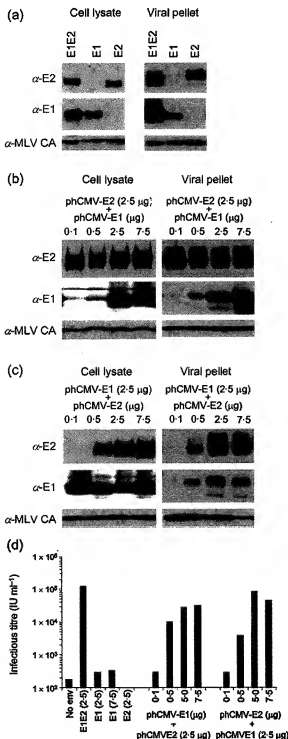 (a)
Cell lysate Viral pellet
E1E2 E1 E2 E1E2 E1 E2
α-E2
α-E1
α-MLV CA
(b)
Cell lysate Viral pellet
phCMV-E2 (2·5 μg) phCMV-E2 (2·5 μg)
+ +
phCMV-E1 (μg) phCMV-E1 (μg)
0·1 0·5 2·5 7·5 0·1 0·5 2·5 7·5
α-E2
α-E1
α-MLV CA
(c)
Cell lysate Viral pellet
phCMV-E1 (2·5 μg) phCMV-E1 (2·5 μg)
+ +
phCMV-E2 (μg) phCMV-E2 (μg)
0·1 0·5 2·5 7·5 0·1 0·5 2·5 7·5
α-E2
α-E1
α-MLV CA
(d)
Infectious titre (IU ml⁻¹)
1 × 10⁶
1 × 10⁵
1 × 10⁴
1 × 10³
1 × 10²
No env E1E2 (2·5) E1 (2·5) E1 (7·5) E2 (2·5) 0·1 0·5 5·0 7·5 0·1 0·5 5·0 7·5
phCMV-E1(μg) phCMV-E2 (μg)
+ +
phCMVE2 (2·5 μg) phCMVE1 (2·5 μg)